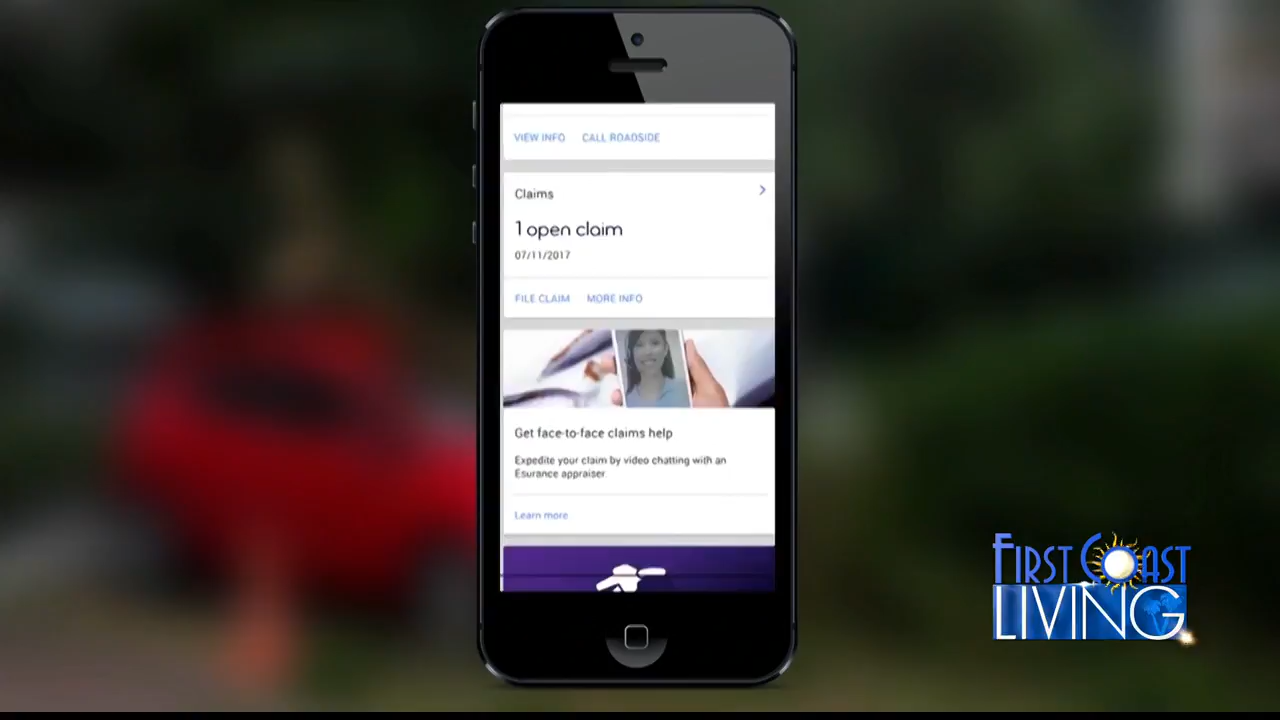 VIEW INFO CALL ROADSIDE
Claims
1 open claim
07/11/2017
FILE CLAIM MORE INFO
Get face-to-face claims help
Expedite your claim by video chatting with an
Esurance appraiser.
Learn more
FIRST COAST
LIVING